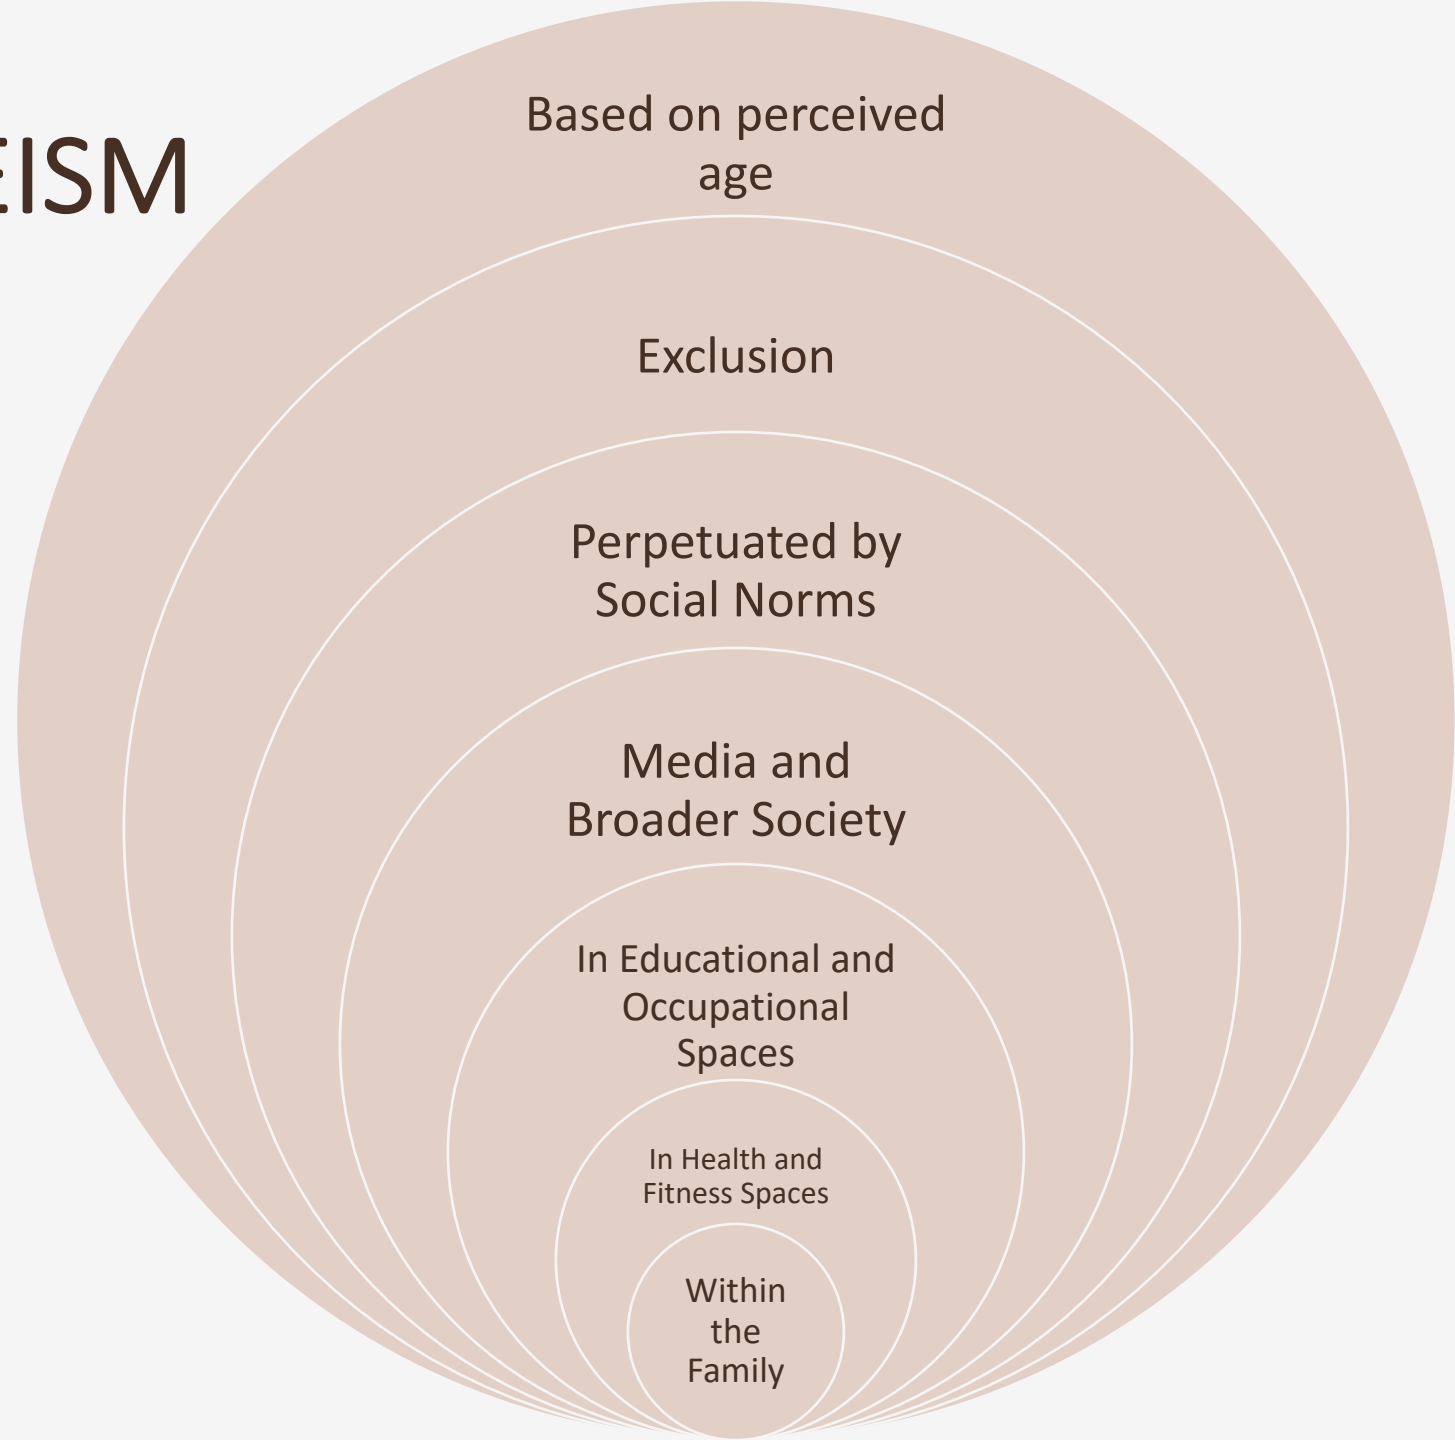 EISM
Based on perceived
age
Exclusion
Perpetuated by
Social Norms
Media and
Broader Society
In Educational and
Occupational
Spaces
In Health and
Fitness Spaces
Within
the
Family